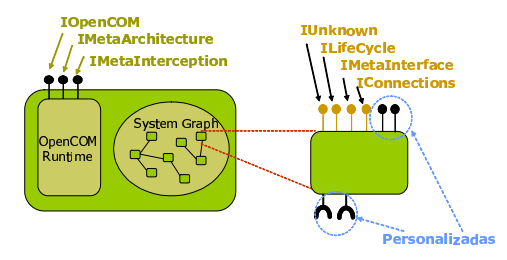 IOpenCOM
IMetaArchitecture
IMetaInterception
OpenCOM
Runtime
System Graph
IUnknown
ILifeCycle
IMetaInterface
IConnections
Personalizadas